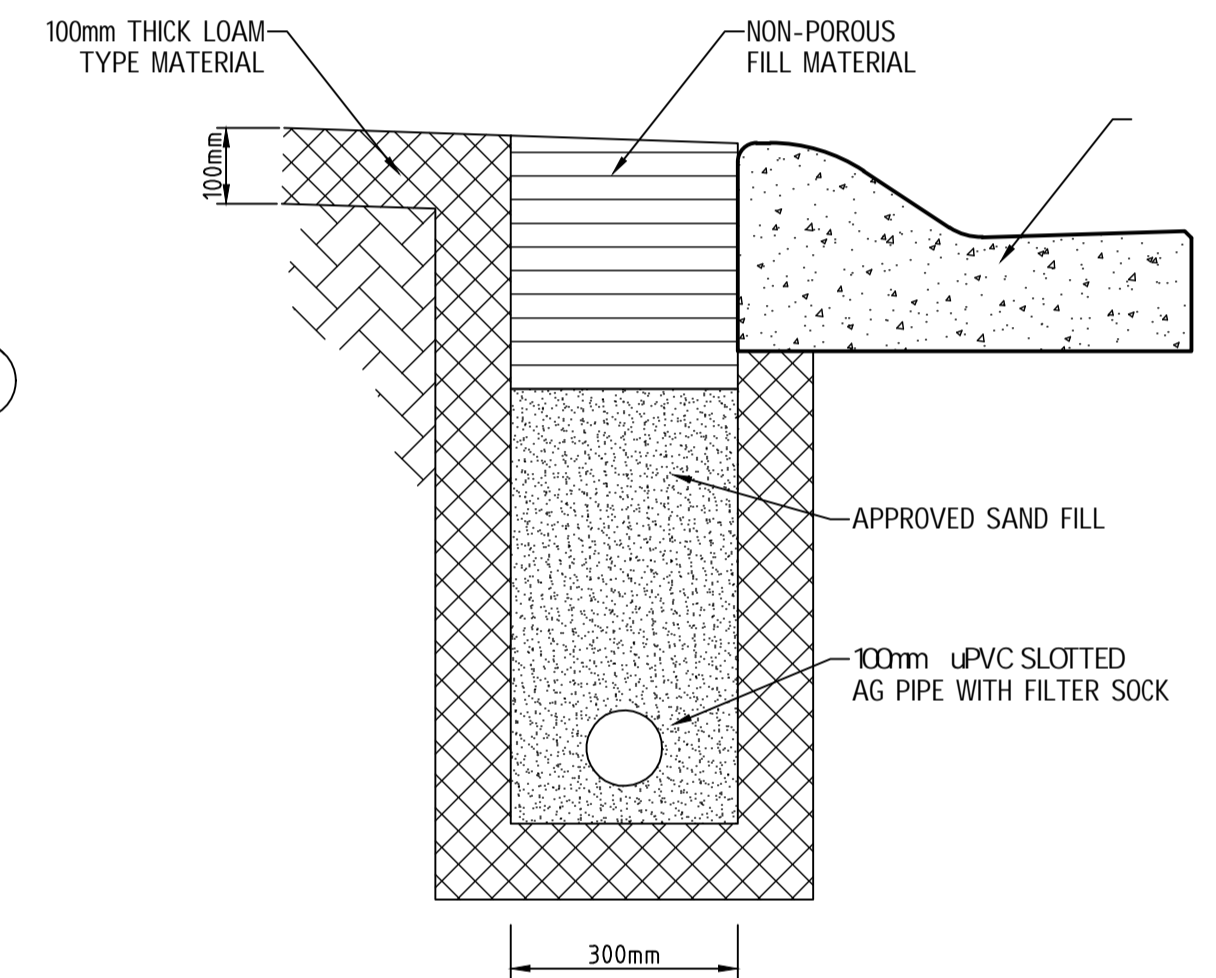 100mm THICK LOAM
TYPE MATERIAL
NON-POROUS
FILL MATERIAL
100mm
APPROVED SAND FILL
100mm uPVC SLOTTED
AG PIPE WITH FILTER SOCK
300mm